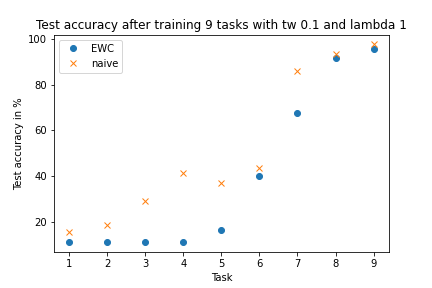 Test accuracy after training 9 tasks with tw 0.1 and lambda 1
EWC
naive
Test accuracy in %
100
80
60
40
20
1 2 3 4 5 6 7 8 9
Task